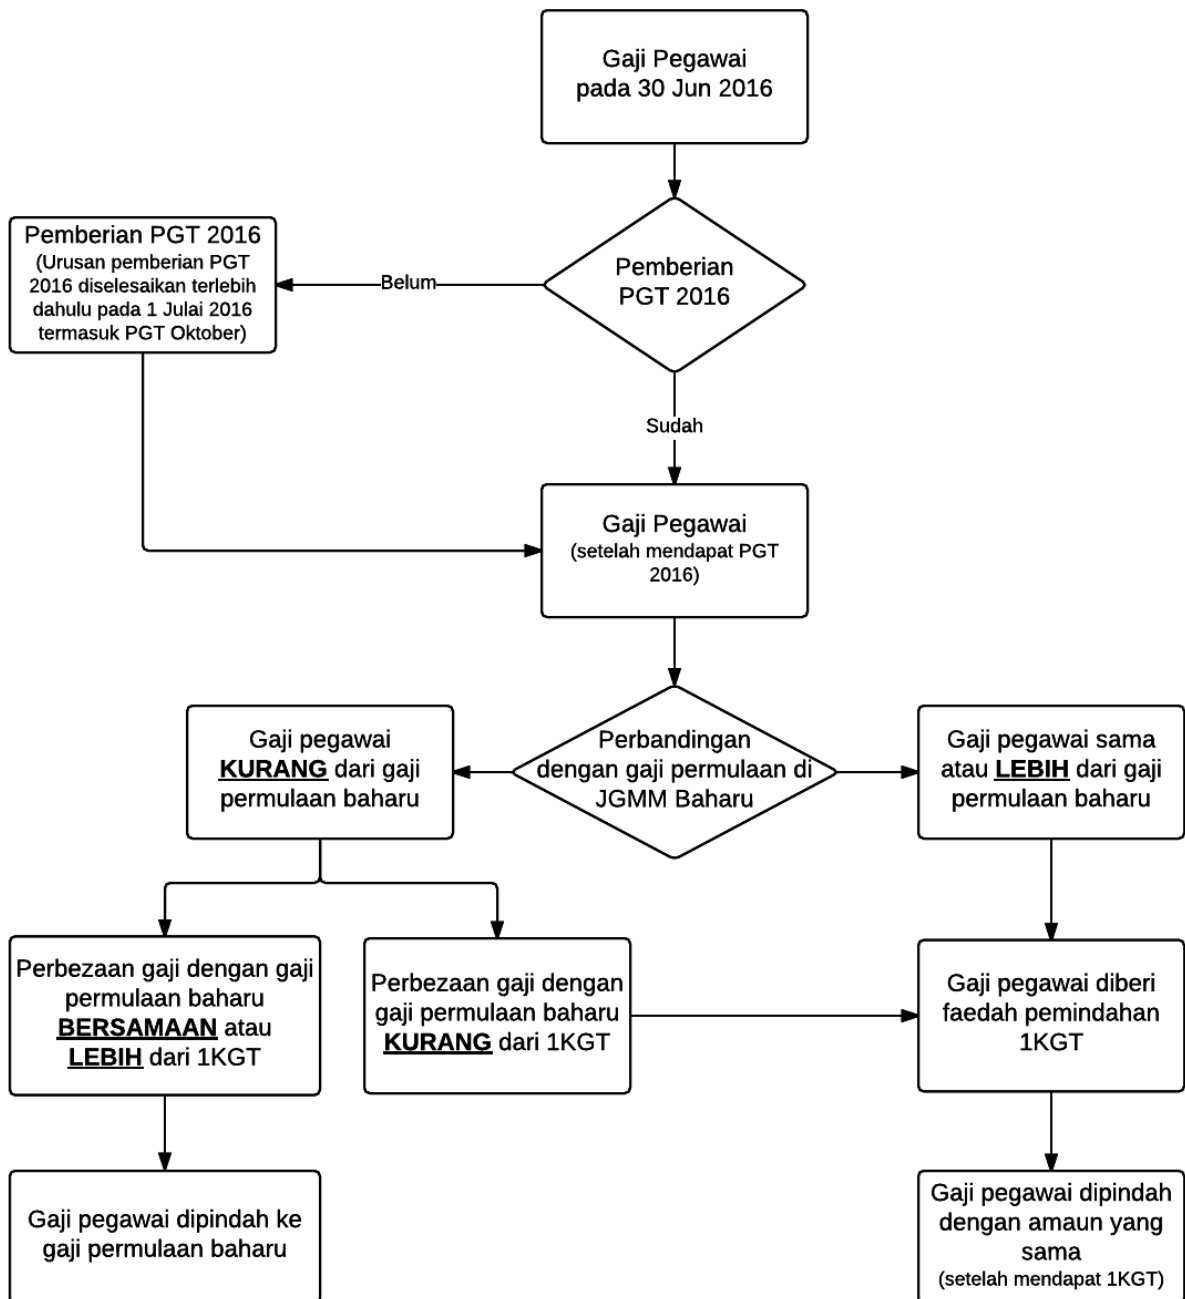 Gaji Pegawai
pada 30 Jun 2016
Pemberian PGT 2016
(Urusan pemberian PGT
2016 diselesaikan terlebih
dahulu pada 1 Julai 2016
termasuk PGT Oktober)
Belum
Pemberian
PGT 2016
Sudah
Gaji Pegawai
(setelah mendapat PGT
2016)
Gaji pegawai
KURANG dari gaji
permulaan baharu
Perbandingan
dengan gaji permulaan di
JGMM Baharu
Gaji pegawai sama
atau LEBIH dari gaji
permulaan baharu
Perbezaan gaji dengan gaji
permulaan baharu
BERSAMAAN atau
LEBIH dari 1KGT
Perbezaan gaji dengan
gaji permulaan baharu
KURANG dari 1KGT
Gaji pegawai diberi
faedah pemindahan
1KGT
Gaji pegawai dipindah ke
gaji permulaan baharu
Gaji pegawai dipindah
dengan amaun yang
sama
(setelah mendapat 1KGT)